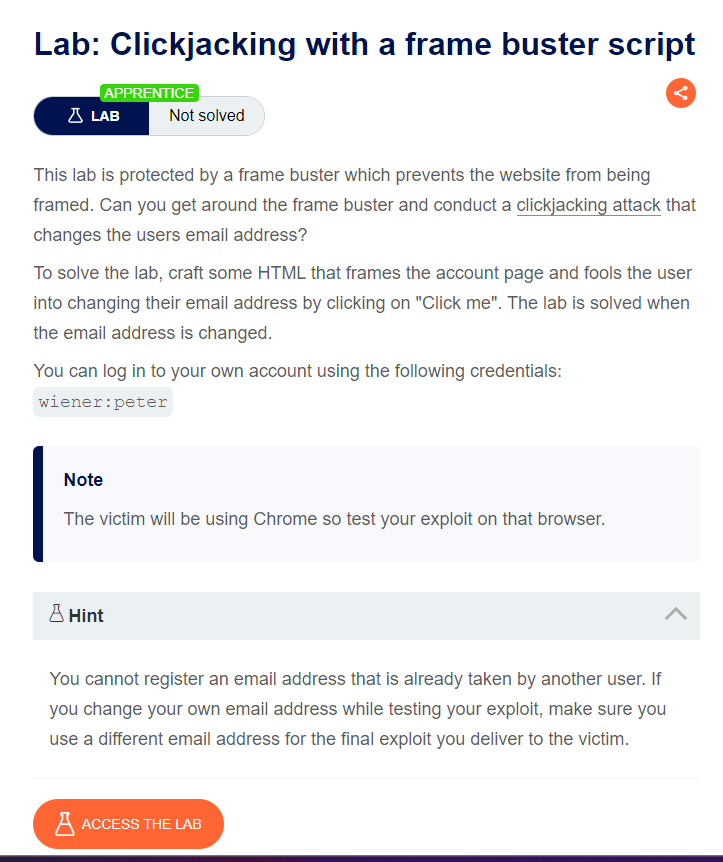 Lab: Clickjacking with a frame buster script
APPRENTICE
LAB
Not solved
This lab is protected by a frame buster which prevents the website from being
framed. Can you get around the frame buster and conduct a clickjacking attack that
changes the users email address?
To solve the lab, craft some HTML that frames the account page and fools the user
into changing their email address by clicking on "Click me". The lab is solved when
the email address is changed.
You can log in to your own account using the following credentials:
wiener:peter
Note
The victim will be using Chrome so test your exploit on that browser.
Hint
You cannot register an email address that is already taken by another user. If
you change your own email address while testing your exploit, make sure you
use a different email address for the final exploit you deliver to the victim.
ACCESS THE LAB